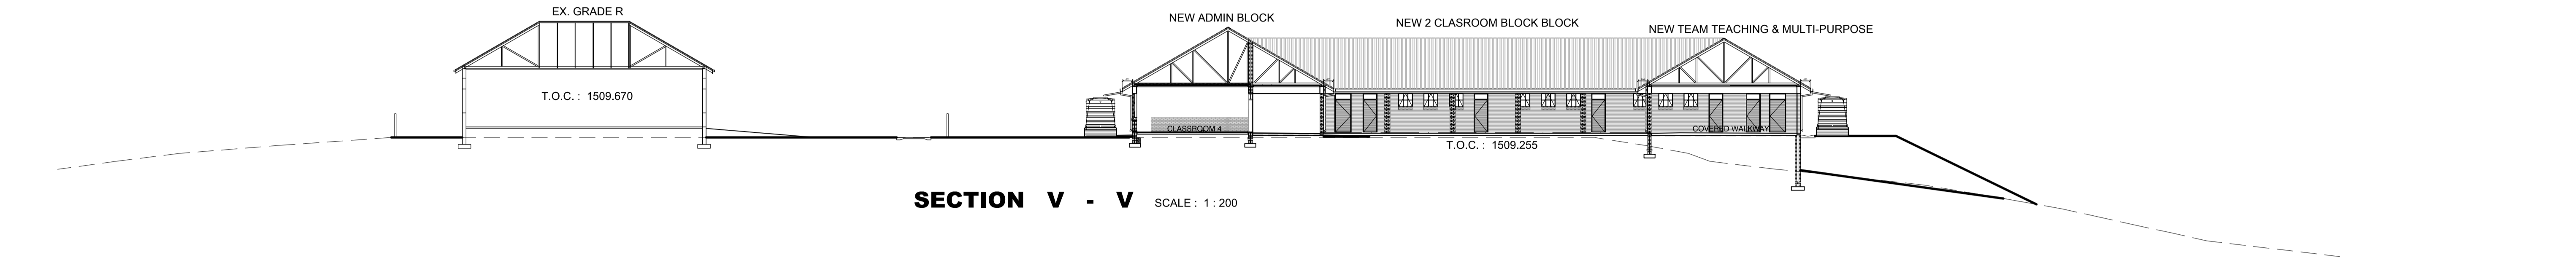 EX. GRADE R
NEW ADMIN BLOCK
NEW 2 CLASROOM BLOCK BLOCK
NEW TEAM TEACHING & MULTI-PURPOSE
T.O.C. : 1509.670
CLASSROOM 4
COVERED WALKWAY
T.O.C. : 1509.255
SECTION V - V SCALE : 1 : 200